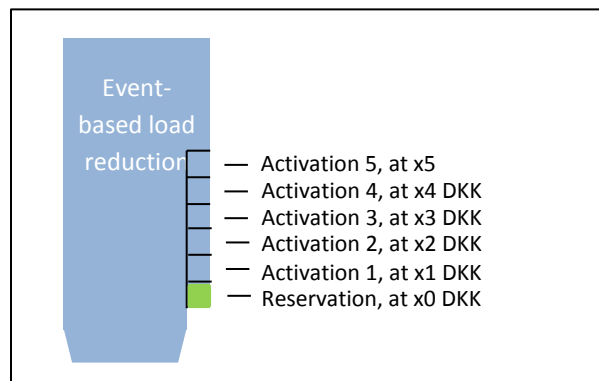 Event-
based load
reduction
Activation 5, at x5
Activation 4, at x4 DKK
Activation 3, at x3 DKK
Activation 2, at x2 DKK
Activation 1, at x1 DKK
Reservation, at x0 DKK